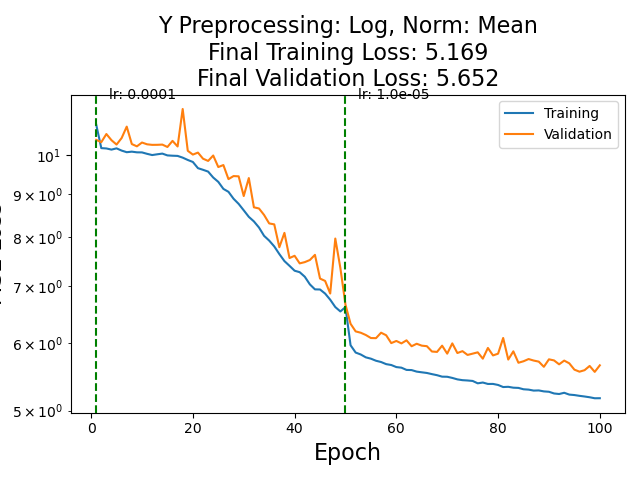 Y Preprocessing: Log, Norm: Mean
Final Training Loss: 5.169
Final Validation Loss: 5.652
lr: 0.0001
lr: 1.0e-05
Training
Validation
10¹
9 × 10⁰
8 × 10⁰
7 × 10⁰
6 × 10⁰
5 × 10⁰
0
20
40
60
80
100
Epoch